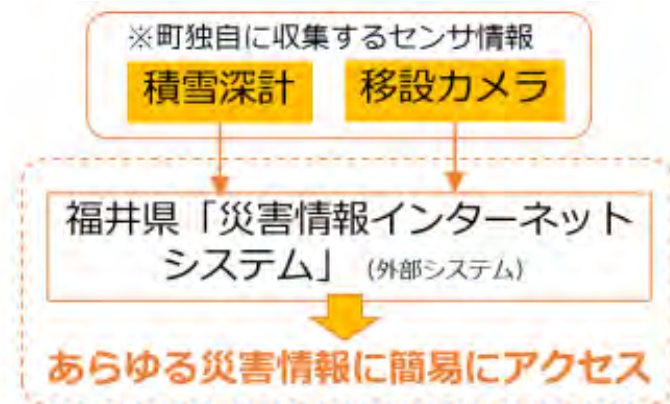 ※町独自に収集するセンサ情報
積雪深計 移設カメラ
福井県「災害情報インターネット
システム」（外部システム）
あらゆる災害情報に簡易にアクセス